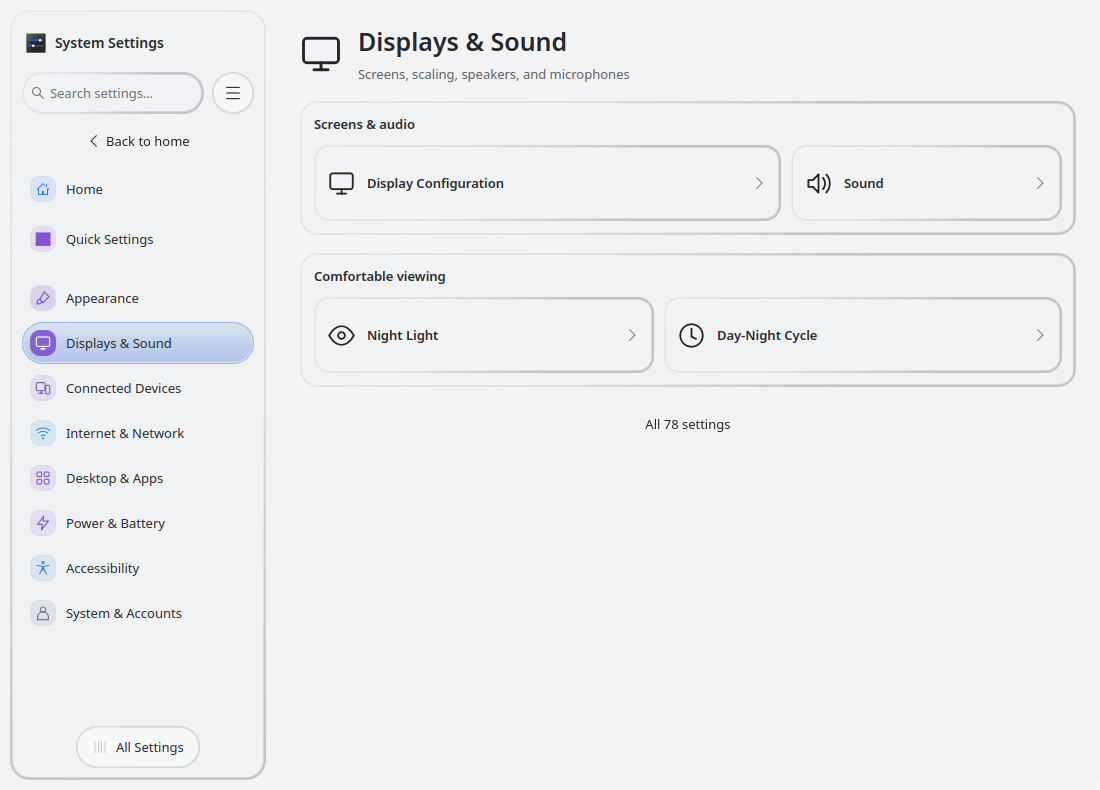 System Settings
Search settings...
Back to home
Home
Quick Settings
Appearance
Displays & Sound
Connected Devices
Internet & Network
Desktop & Apps
Power & Battery
Accessibility
System & Accounts
All Settings
Displays & Sound
Screens, scaling, speakers, and microphones
Screens & audio
Display Configuration
Sound
Comfortable viewing
Night Light
Day-Night Cycle
All 78 settings